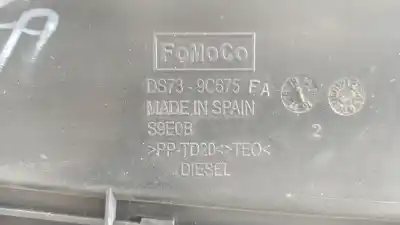 FoMoCo
DS73-9C675 FA
MADE IN SPAIN
S9E0B
2
>PP-TD20<>TEO<
DIESEL